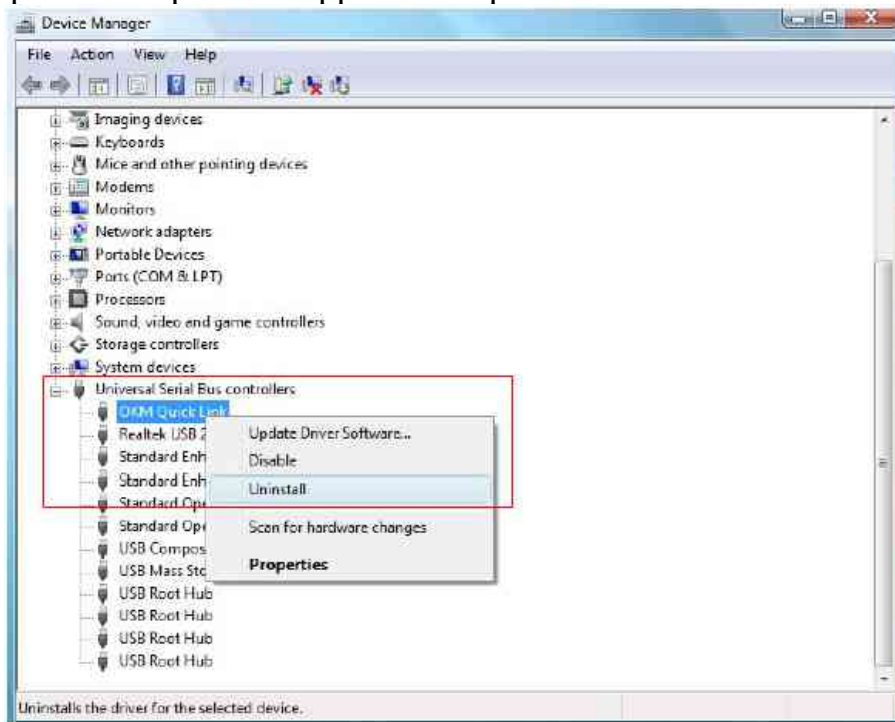 Device Manager
File Action View Help
Imaging devices
Keyboards
Mice and other pointing devices
Modems
Monitors
Network adapters
Portable Devices
Ports (COM & LPT)
Processors
Sound, video and game controllers
Storage controllers
System devices
Universal Serial Bus controllers
OKM Quick Link
Realtek USB 2
Standard Enh
Standard Enh
Standard Ope
Standard Ope
USB Compos
USB Mass Sto
USB Root Hub
USB Root Hub
USB Root Hub
USB Root Hub
Update Driver Software...
Disable
Uninstall
Scan for hardware changes
Properties
Uninstalls the driver for the selected device.